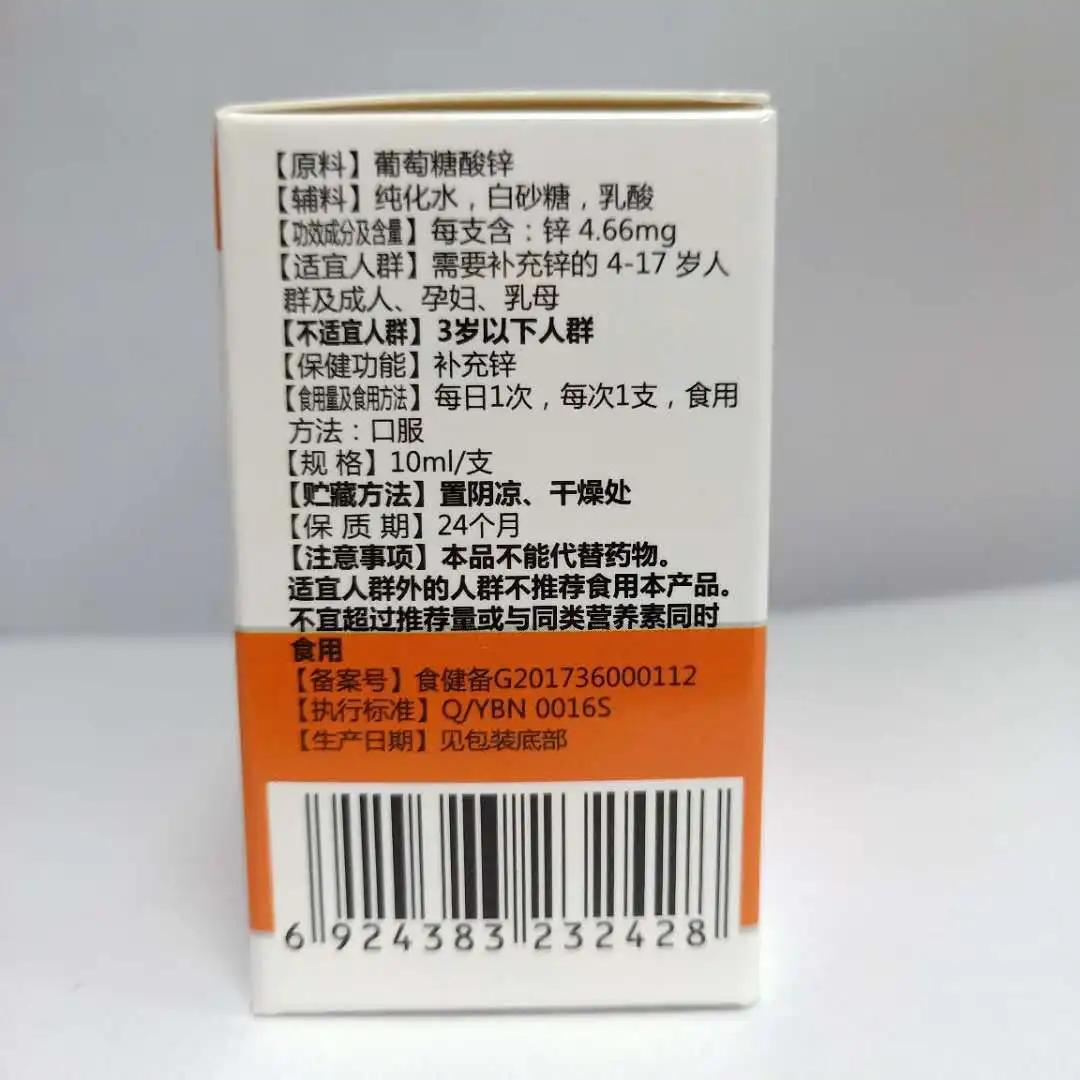 【原料】葡萄糖酸锌
【辅料】纯化水，白砂糖，乳酸
【功效成分及含量】每支含：锌 4.66mg
【适宜人群】需要补充锌的 4-17 岁人
群及成人、孕妇、乳母
【不适宜人群】3岁以下人群
【保健功能】补充锌
【食用量及食用方法】每日1次，每次1支，食用
方法：口服
【规 格】10ml/支
【贮藏方法】置阴凉、干燥处
【保 质 期】24个月
【注意事项】本品不能代替药物。
适宜人群外的人群不推荐食用本产品。
不宜超过推荐量或与同类营养素同时
食用
【备案号】食健备G201736000112
【执行标准】Q/YBN 0016S
【生产日期】见包装底部
6 924383 232428